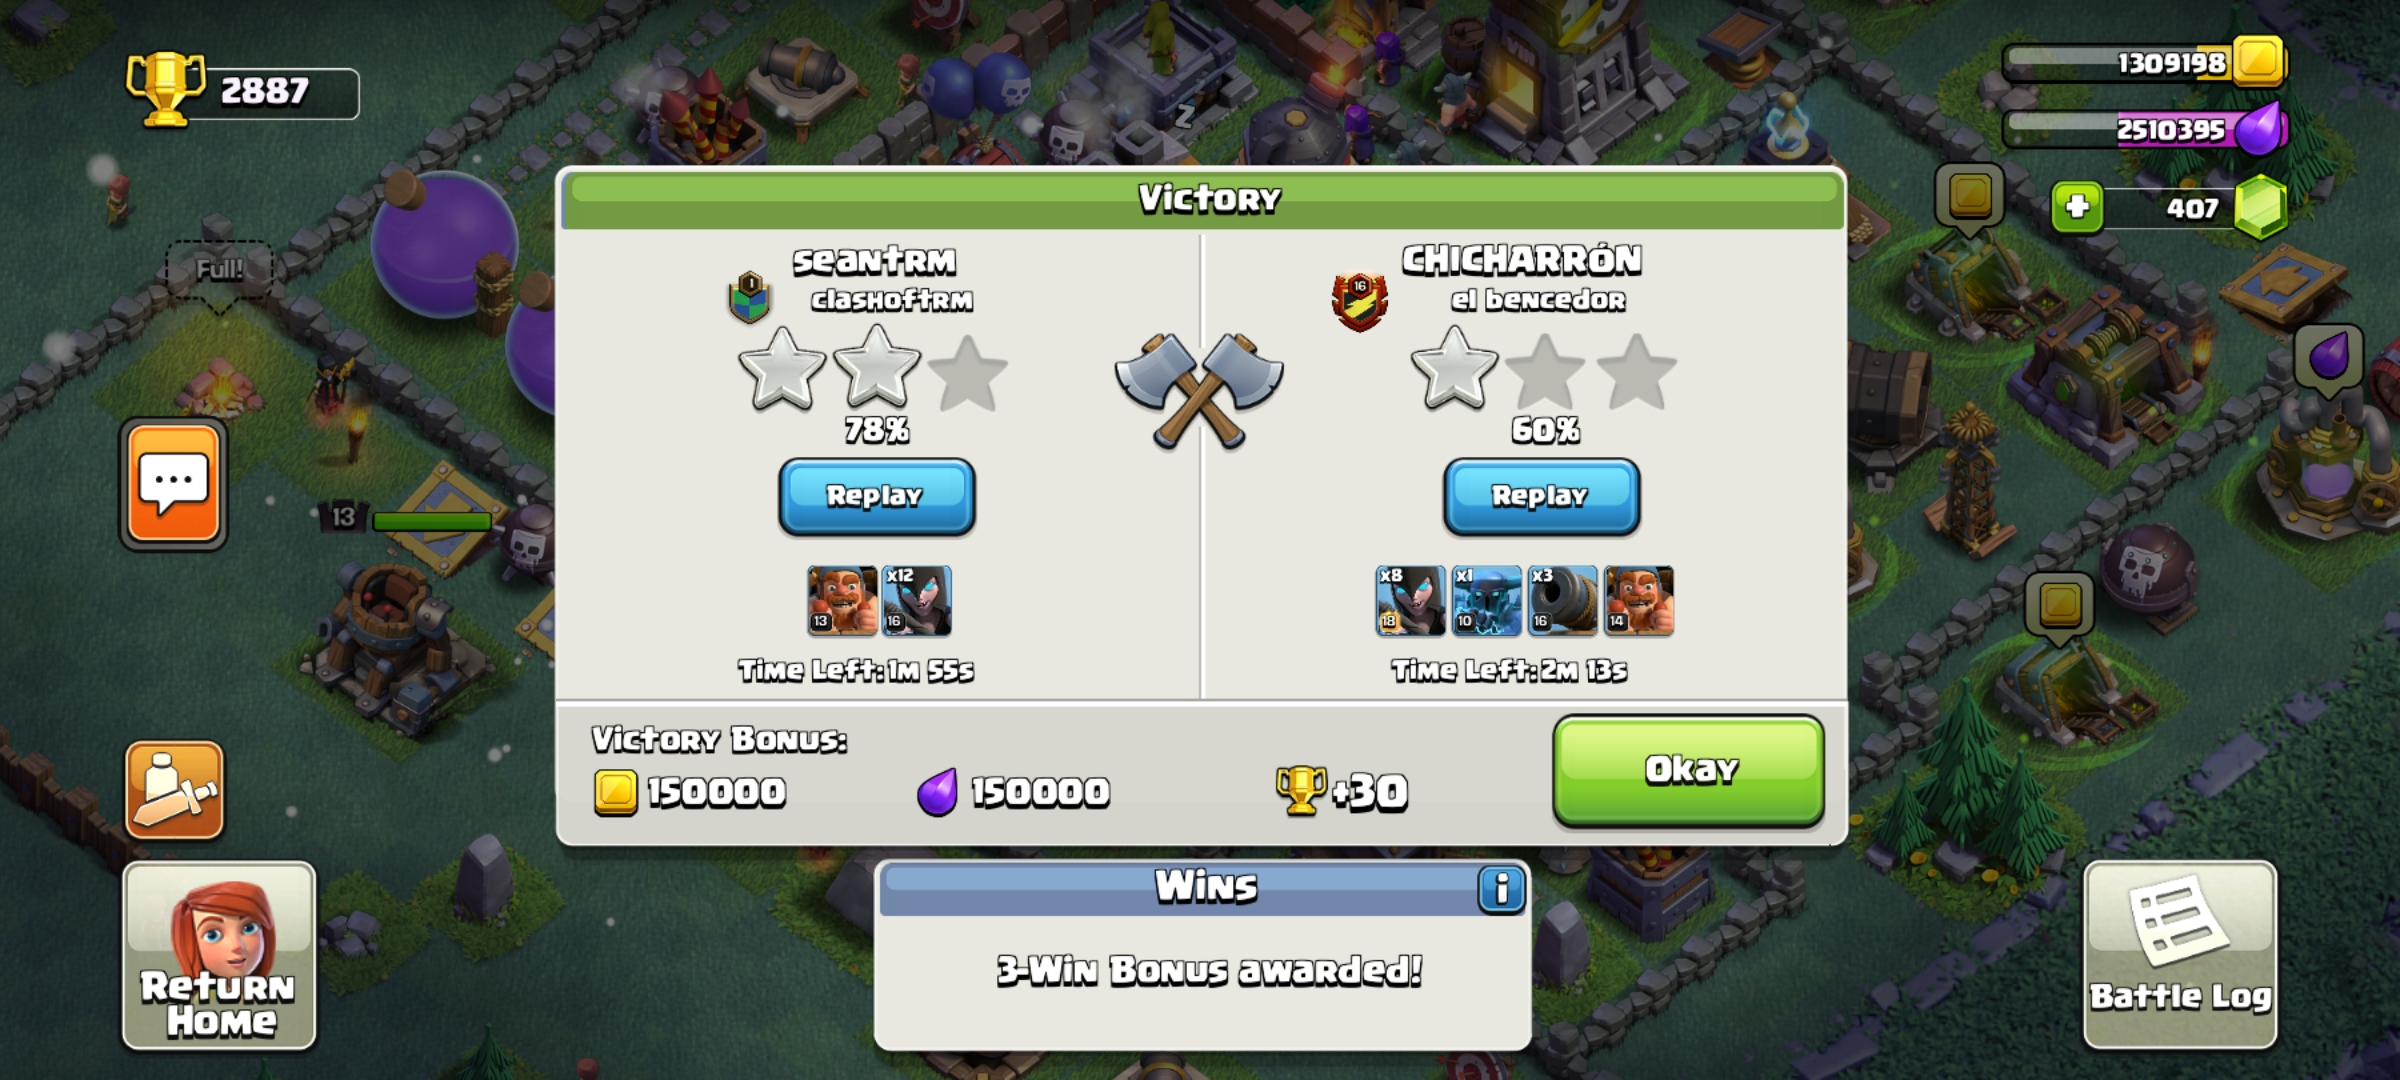 2887
1309198
2510395
407
Full!
Victory
seantrm
clashoftrm
1
78%
Replay
13
x12
16
Time Left:1m 55s
CHICHARRÓN
el bencedor
16
60%
Replay
x8
18
x1
10
x3
16
14
Time Left:2m 13s
13
Z
Victory Bonus:
150000
150000
+30
Okay
Wins
i
3-Win Bonus awarded!
Return
Home
Battle Log